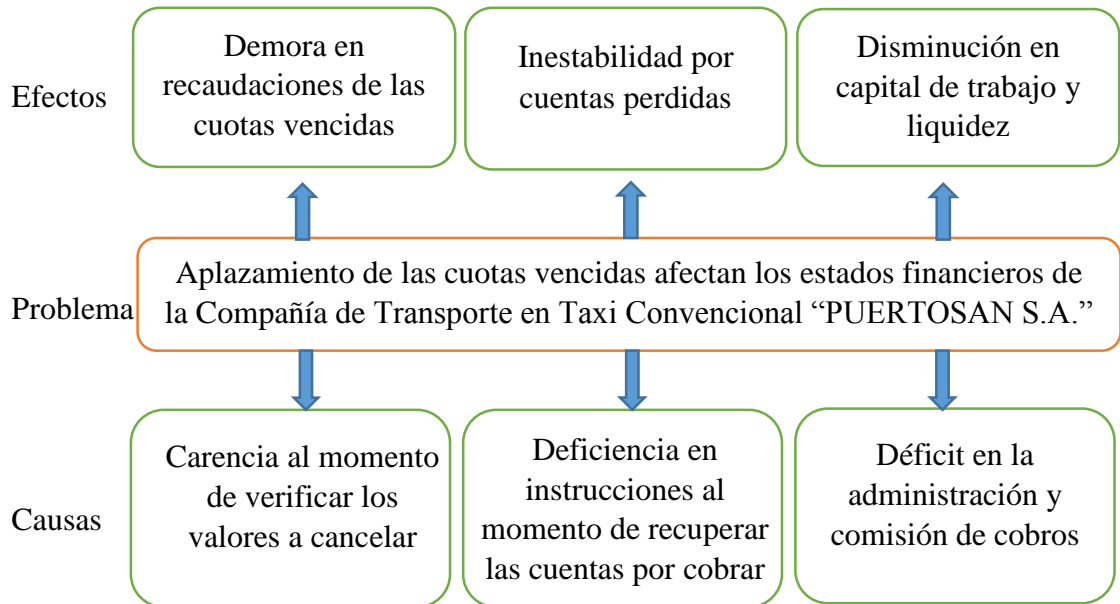 Efectos
Demora en
recaudaciones de las
cuotas vencidas
Inestabilidad por
cuentas perdidas
Disminución en
capital de trabajo y
liquidez
Problema
Aplazamiento de las cuotas vencidas afectan los estados financieros de
la Compañía de Transporte en Taxi Convencional “PUERTOSAN S.A.”
Causas
Carencia al momento
de verificar los
valores a cancelar
Deficiencia en
instrucciones al
momento de recuperar
las cuentas por cobrar
Déficit en la
administración y
comisión de cobros